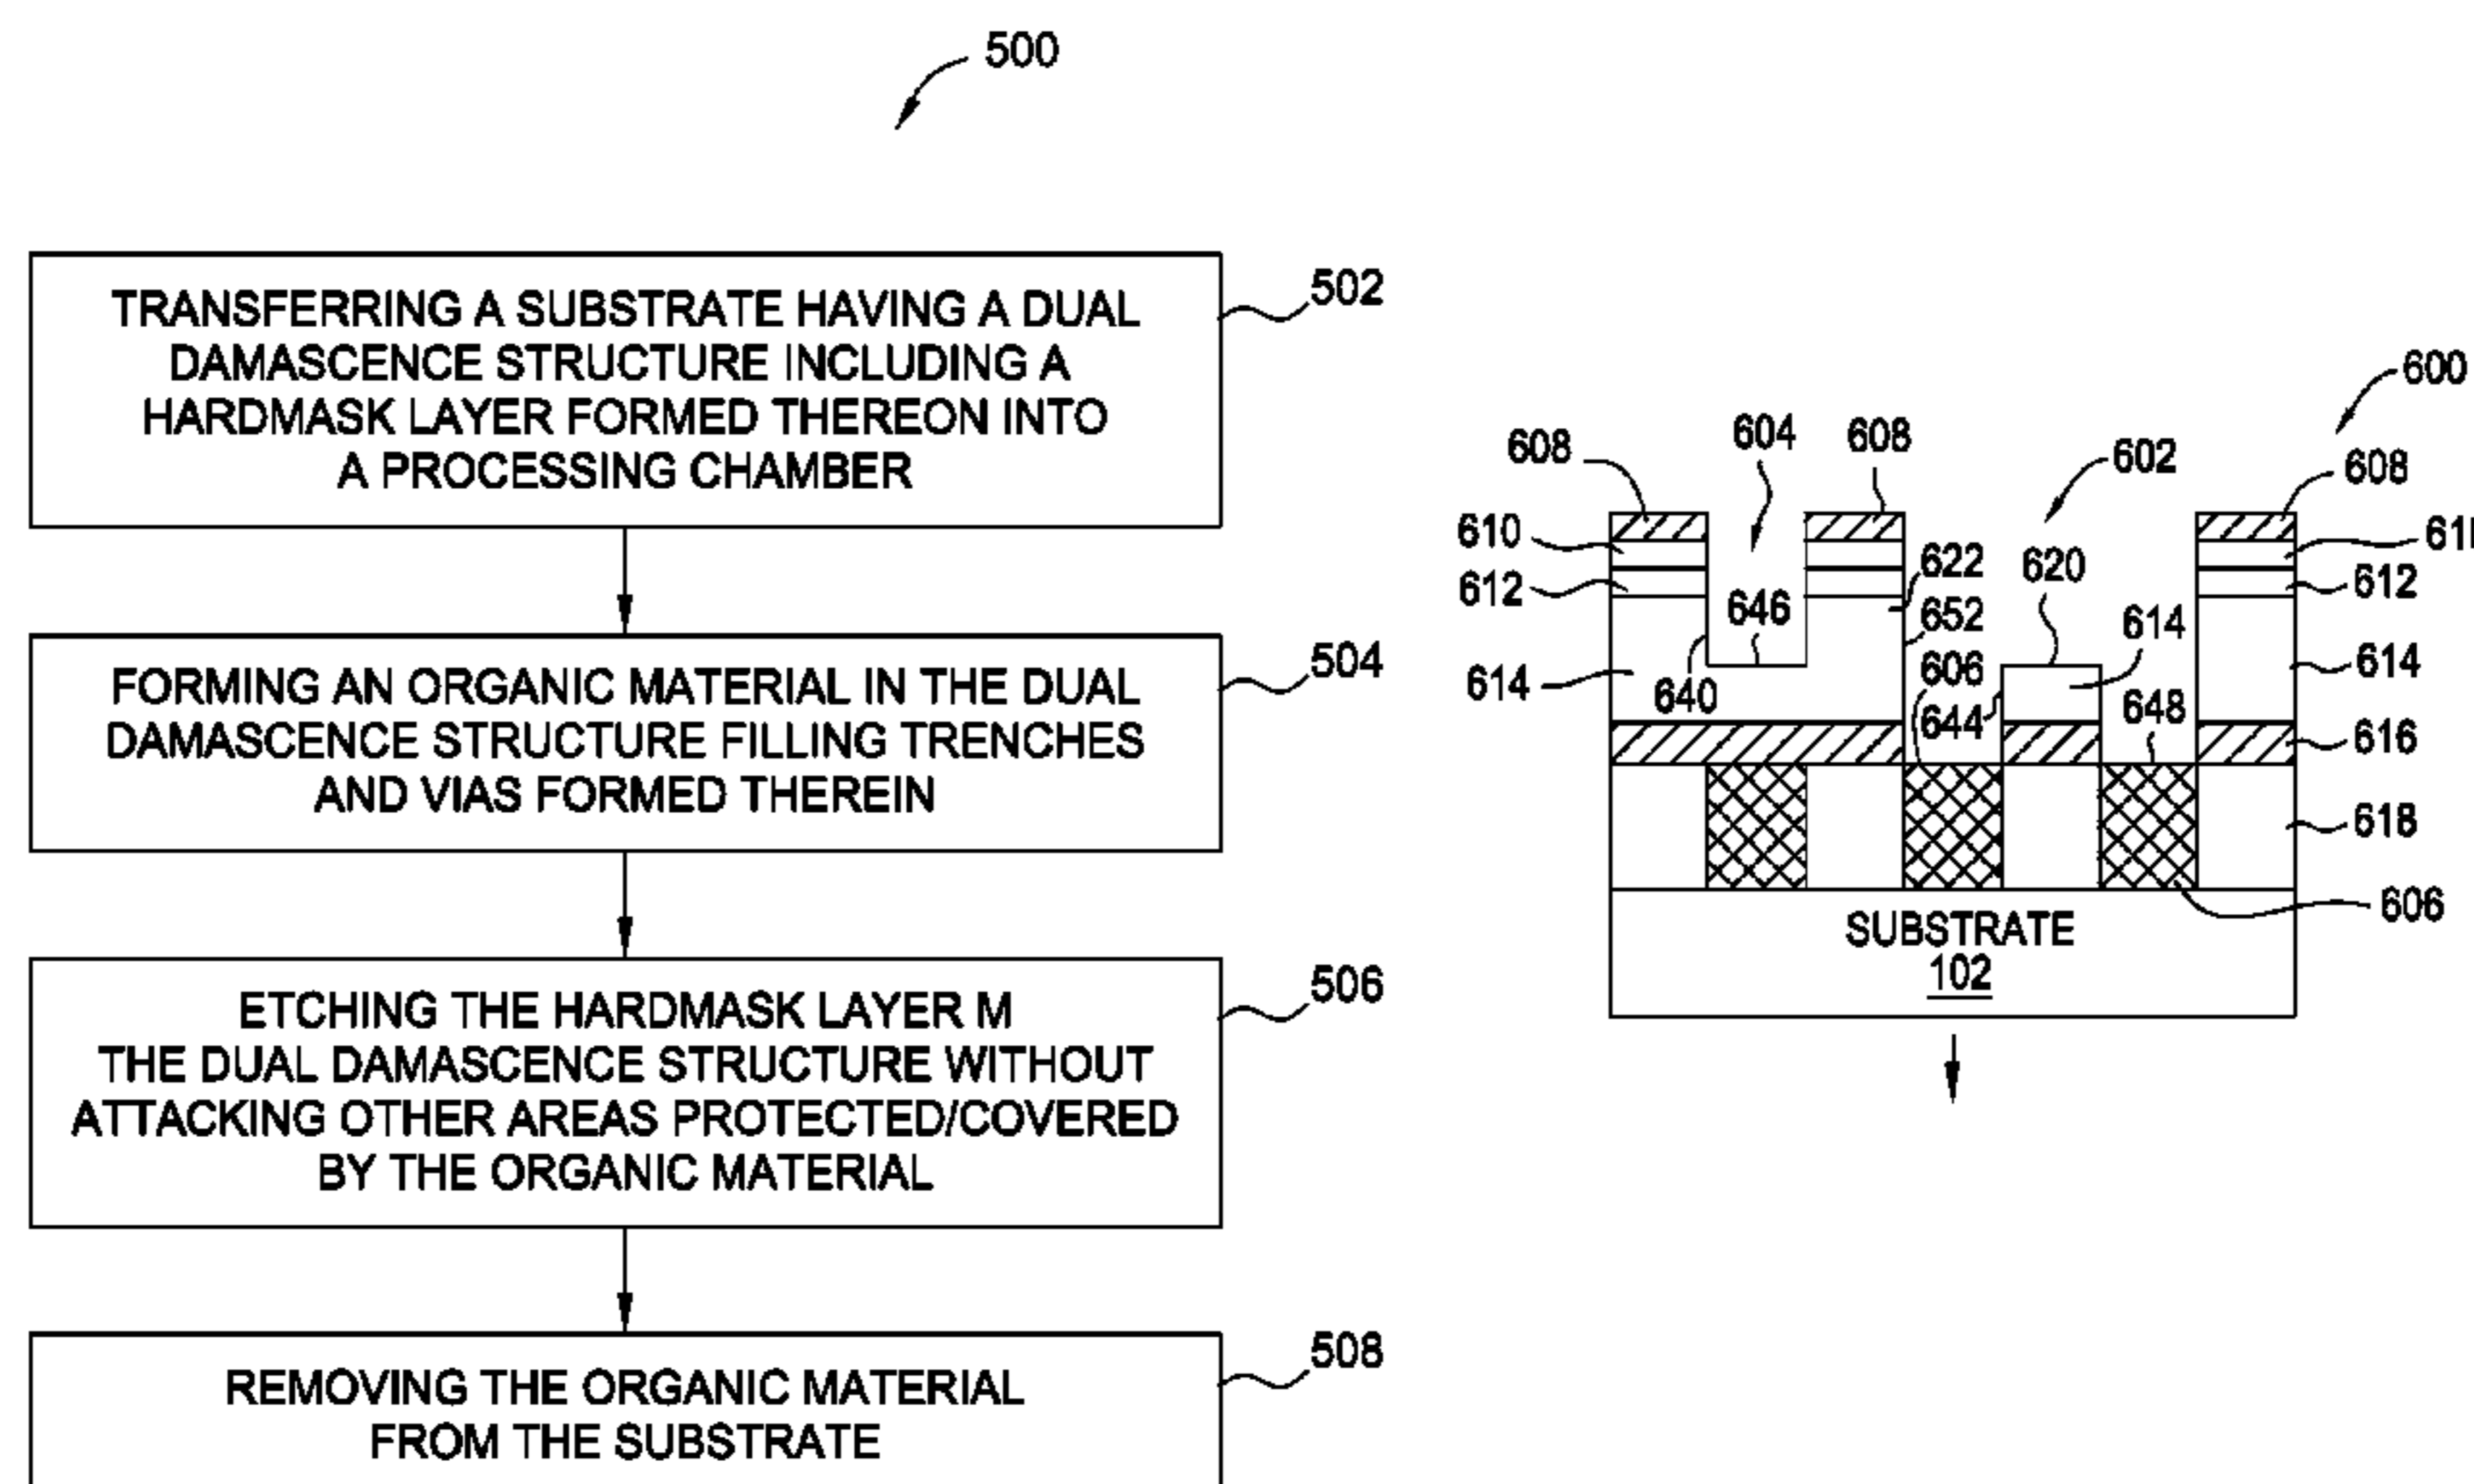 500
TRANSFERRING A SUBSTRATE HAVING A DUAL
DAMASCENCE STRUCTURE INCLUDING A
HARDMASK LAYER FORMED THEREON INTO
A PROCESSING CHAMBER
502
FORMING AN ORGANIC MATERIAL IN THE DUAL
DAMASCENCE STRUCTURE FILLING TRENCHES
AND VIAS FORMED THEREIN
504
ETCHING THE HARDMASK LAYER M
THE DUAL DAMASCENCE STRUCTURE WITHOUT
ATTACKING OTHER AREAS PROTECTED/COVERED
BY THE ORGANIC MATERIAL
506
REMOVING THE ORGANIC MATERIAL
FROM THE SUBSTRATE
508
600
608
604
608
602
608
610
622
620
612
612
646
652
614
606
614
614
640
644
648
616
618
606
SUBSTRATE
102